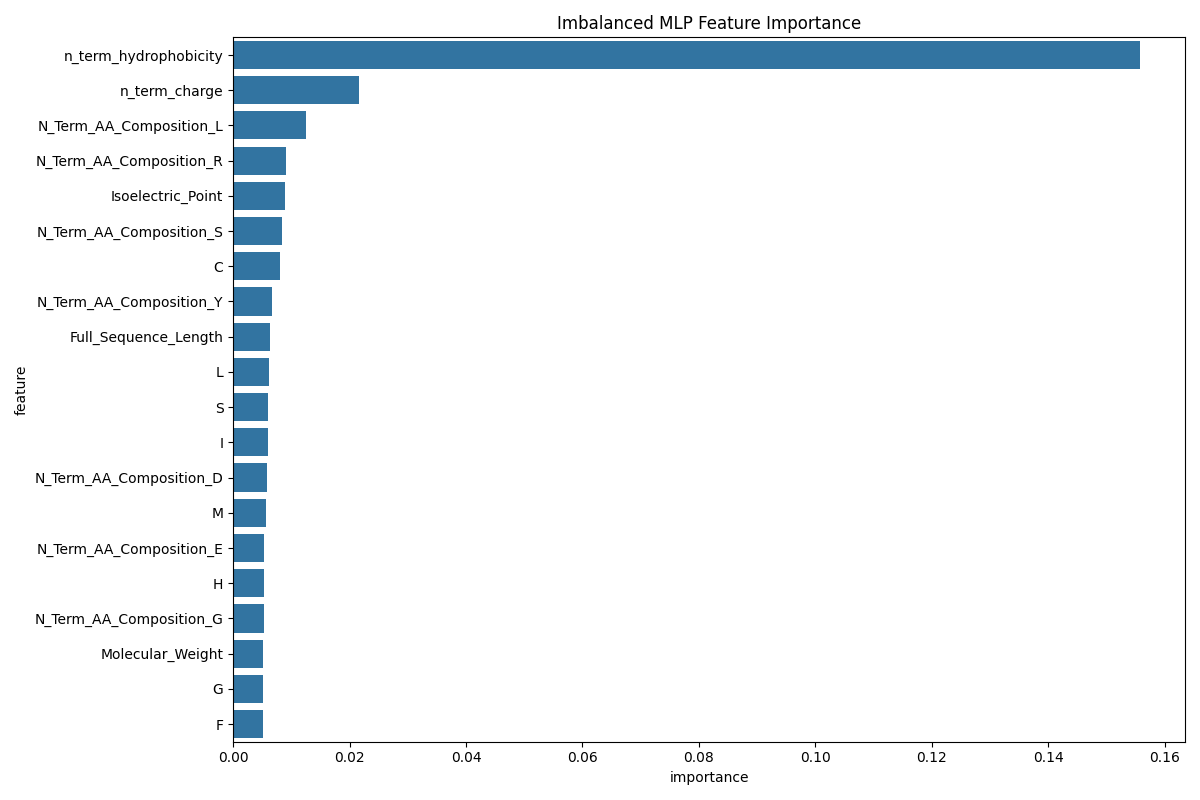 Imbalanced MLP Feature Importance
n_term_hydrophobicity
n_term_charge
N_Term_AA_Composition_L
N_Term_AA_Composition_R
Isoelectric_Point
N_Term_AA_Composition_S
C
N_Term_AA_Composition_Y
Full_Sequence_Length
L
S
I
N_Term_AA_Composition_D
M
N_Term_AA_Composition_E
H
N_Term_AA_Composition_G
Molecular_Weight
G
F
feature
0.00 0.02 0.04 0.06 0.08 0.10 0.12 0.14 0.16
importance